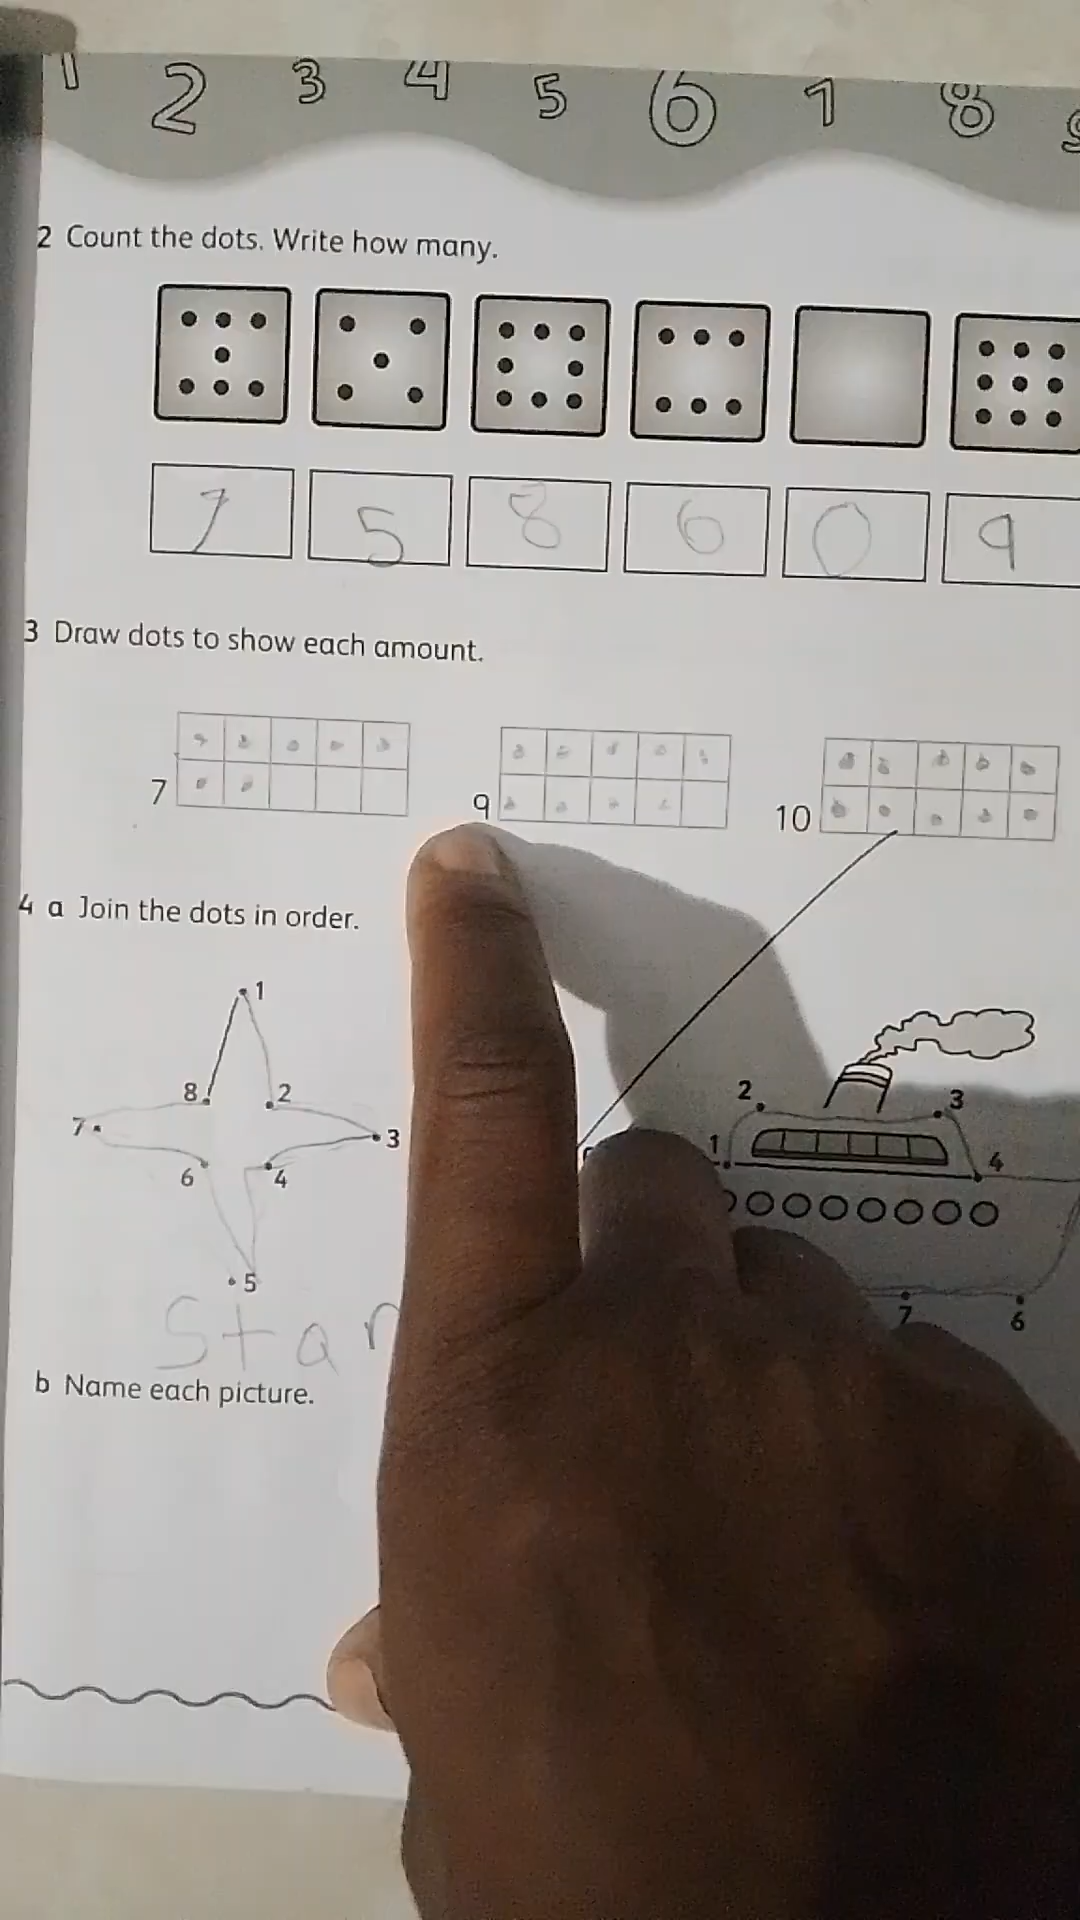 1 2 3 4 5 6 7 8 9
2 Count the dots. Write how many.
7 5 8 6 0 9
3 Draw dots to show each amount.
7 9 10
4 a Join the dots in order.
1
8 2
7 3
6 4
5
2 3
1 4
7 6
Star
b Name each picture.